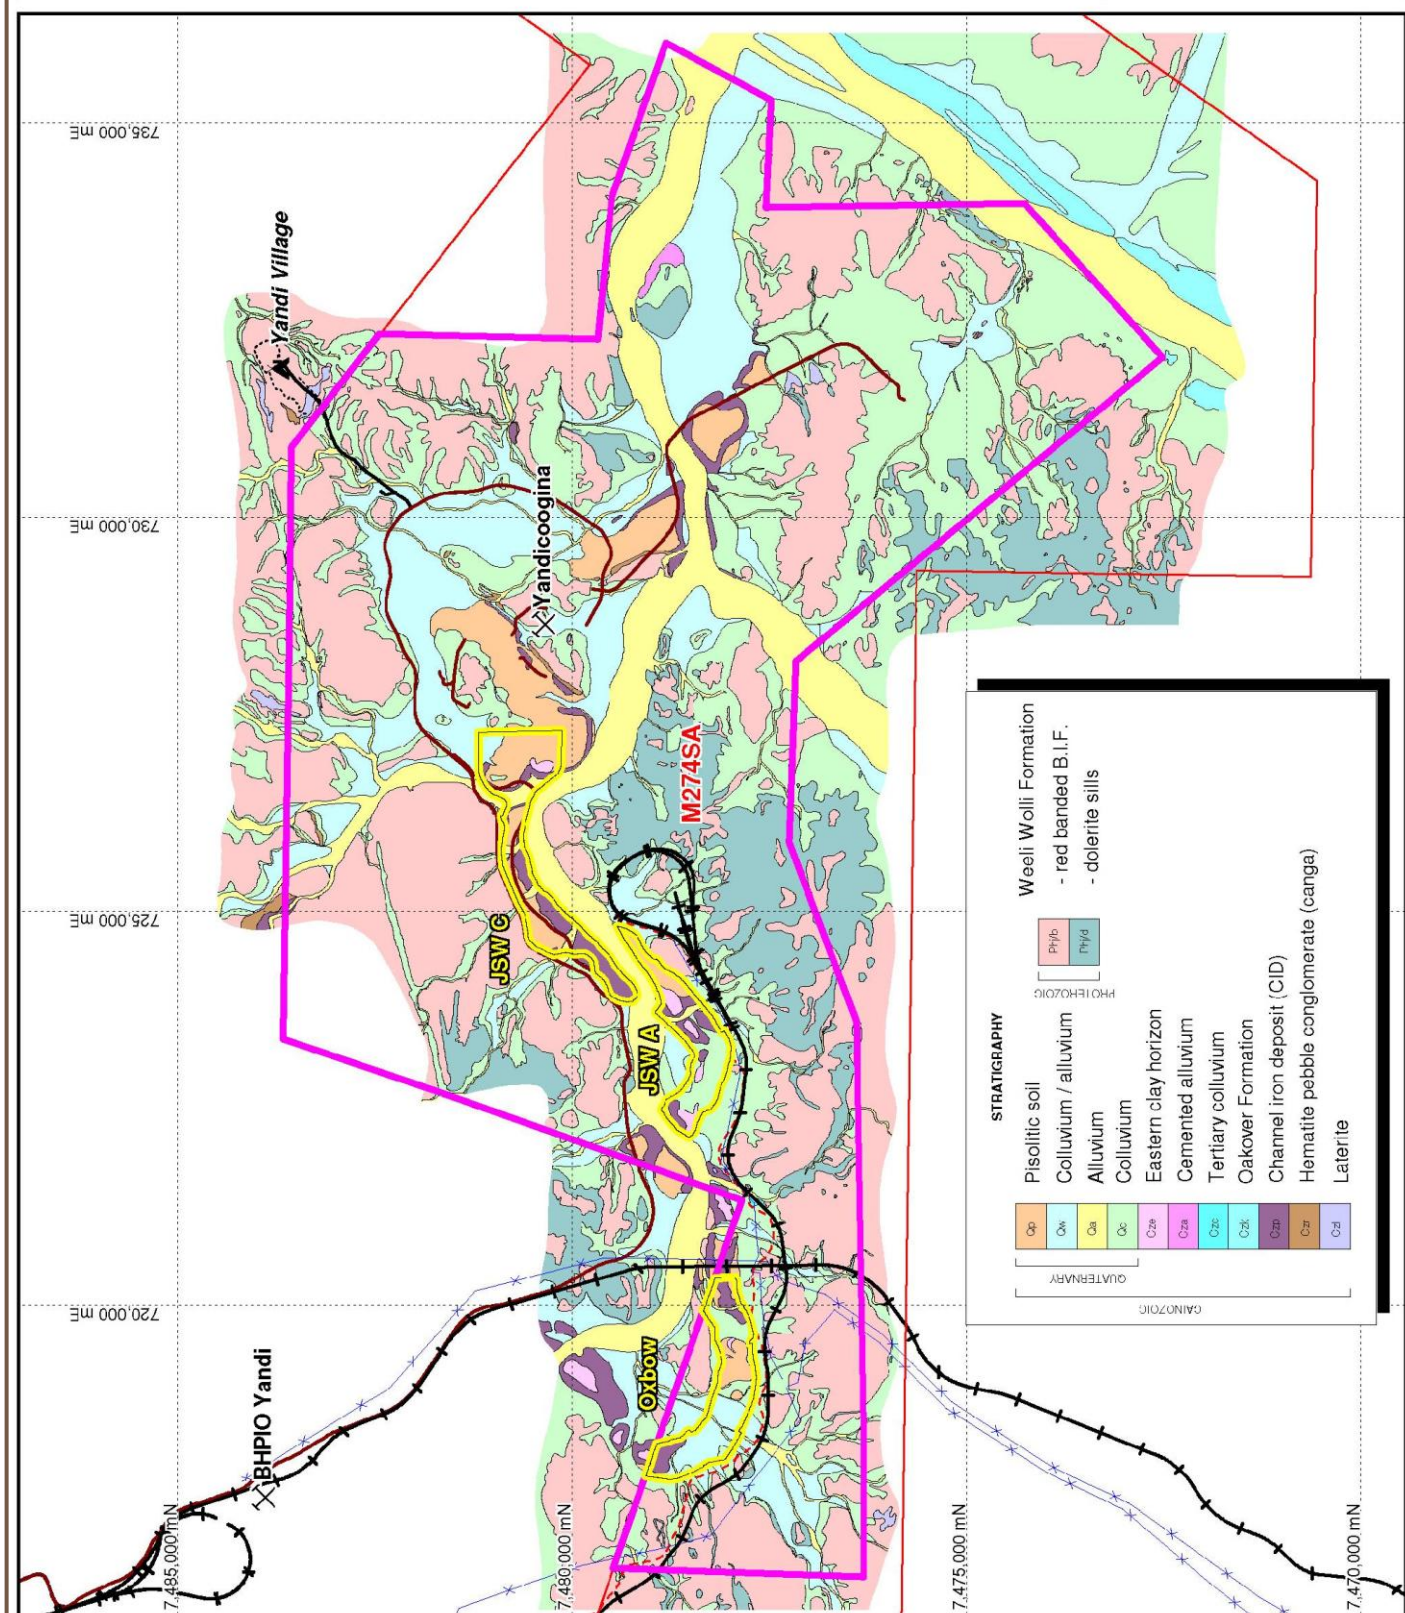 735,000 mE
730,000 mE
725,000 mE
720,000 mE
7,485,000 mN
7,480,000 mN
7,475,000 mN
7,470,000 mN
BHPIO Yandi
Yandi Village
Yandicoogina
JSW C
JSW A
Oxbow
M274SA
STRATIGRAPHY
CAINOZOIC
QUATERNARY
Qp Pisolitic soil
Qw Colluvium / alluvium
Qa Alluvium
Qc Colluvium
Cze Eastern clay horizon
Cza Cemented alluvium
Czc Tertiary colluvium
Czk Oakover Formation
Czp Channel iron deposit (CID)
Czr Hematite pebble conglomerate (canga)
Czl Laterite
PROTEROZOIC
Weeli Wolli Formation
PHj/b - red banded B.I.F.
PHj/d - dolerite sills